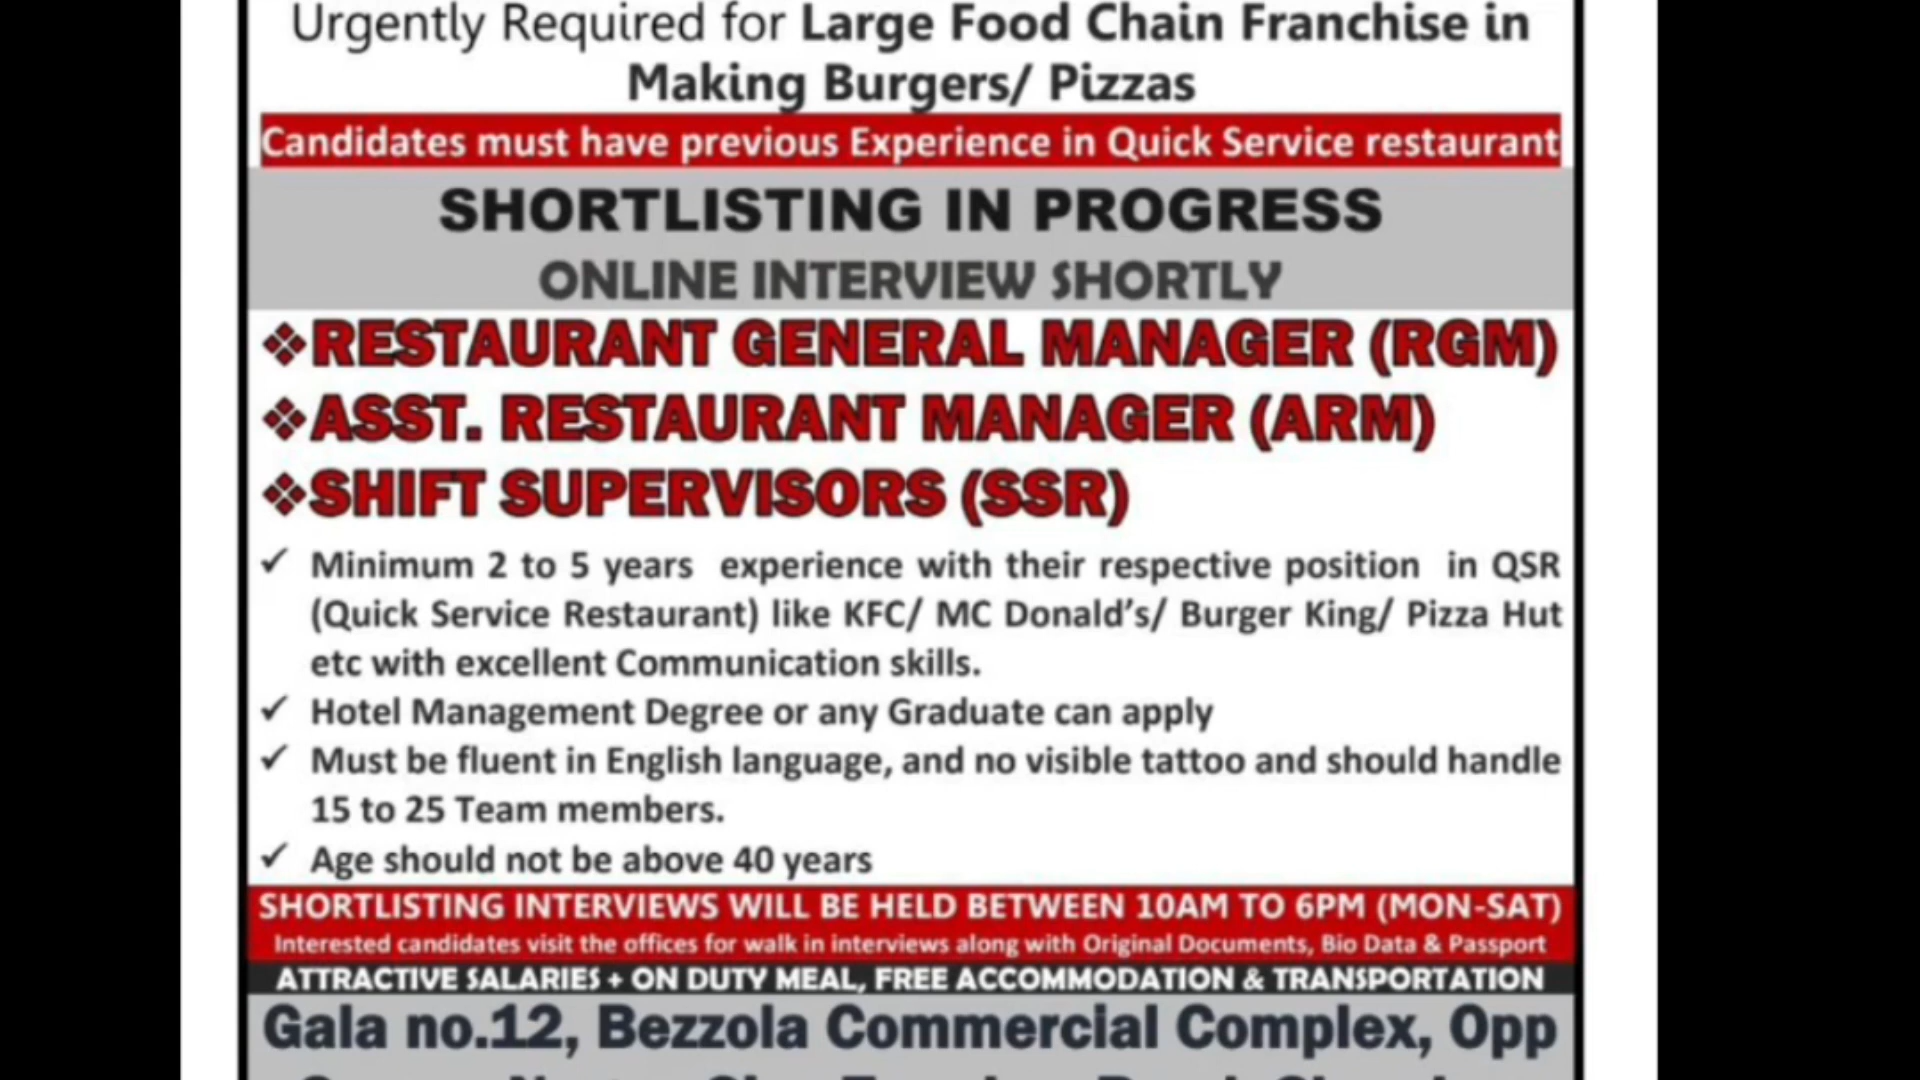 Urgently Required for Large Food Chain Franchise in
Making Burgers/ Pizzas
Candidates must have previous Experience in Quick Service restaurant
SHORTLISTING IN PROGRESS
ONLINE INTERVIEW SHORTLY
❖RESTAURANT GENERAL MANAGER (RGM)
❖ASST. RESTAURANT MANAGER (ARM)
❖SHIFT SUPERVISORS (SSR)
✓ Minimum 2 to 5 years experience with their respective position in QSR
(Quick Service Restaurant) like KFC/ MC Donald's/ Burger King/ Pizza Hut
etc with excellent Communication skills.
✓ Hotel Management Degree or any Graduate can apply
✓ Must be fluent in English language, and no visible tattoo and should handle
15 to 25 Team members.
✓ Age should not be above 40 years
SHORTLISTING INTERVIEWS WILL BE HELD BETWEEN 10AM TO 6PM (MON-SAT)
Interested candidates visit the offices for walk in interviews along with Original Documents, Bio Data & Passport
ATTRACTIVE SALARIES + ON DUTY MEAL, FREE ACCOMMODATION & TRANSPORTATION
Gala no.12, Bezzola Commercial Complex, Opp